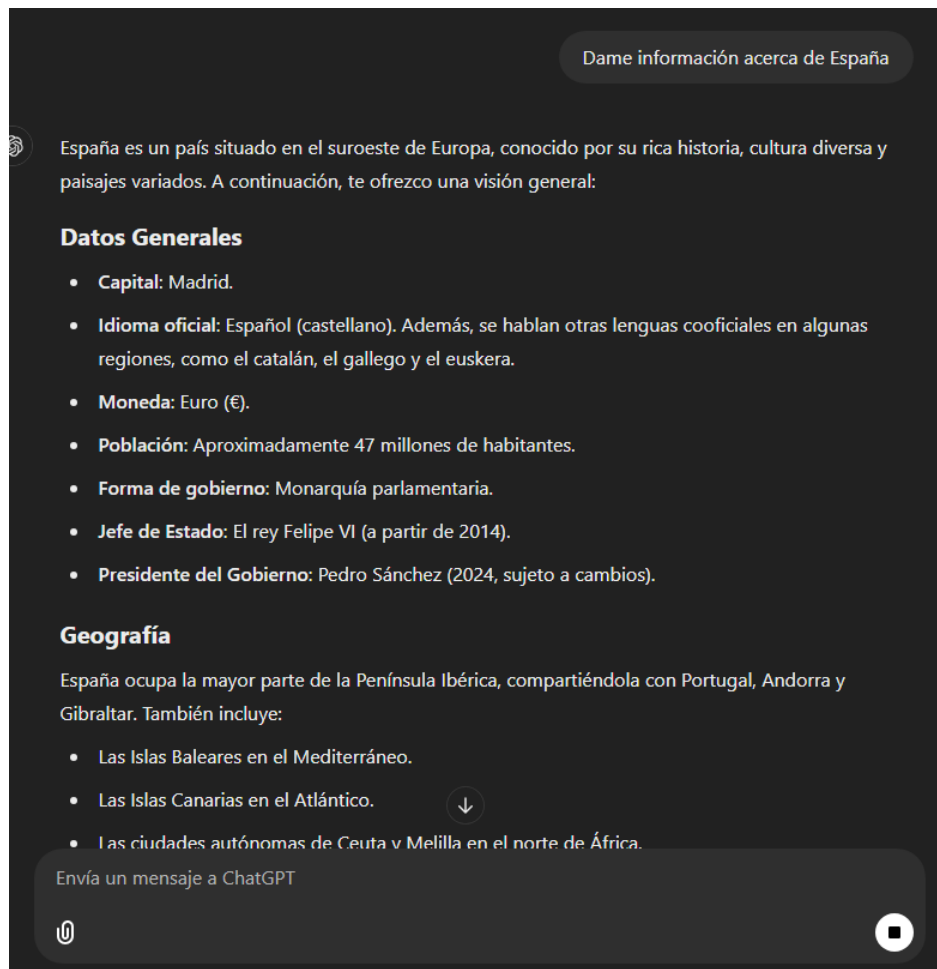 Dame información acerca de España
España es un país situado en el suroeste de Europa, conocido por su rica historia, cultura diversa y
paisajes variados. A continuación, te ofrezco una visión general:
Datos Generales
• Capital: Madrid.
• Idioma oficial: Español (castellano). Además, se hablan otras lenguas cooficiales en algunas
regiones, como el catalán, el gallego y el euskera.
• Moneda: Euro (€).
• Población: Aproximadamente 47 millones de habitantes.
• Forma de gobierno: Monarquía parlamentaria.
• Jefe de Estado: El rey Felipe VI (a partir de 2014).
• Presidente del Gobierno: Pedro Sánchez (2024, sujeto a cambios).
Geografía
España ocupa la mayor parte de la Península Ibérica, compartiéndola con Portugal, Andorra y
Gibraltar. También incluye:
• Las Islas Baleares en el Mediterráneo.
• Las Islas Canarias en el Atlántico.
• Las ciudades autónomas de Ceuta y Melilla en el norte de África.
Envía un mensaje a ChatGPT